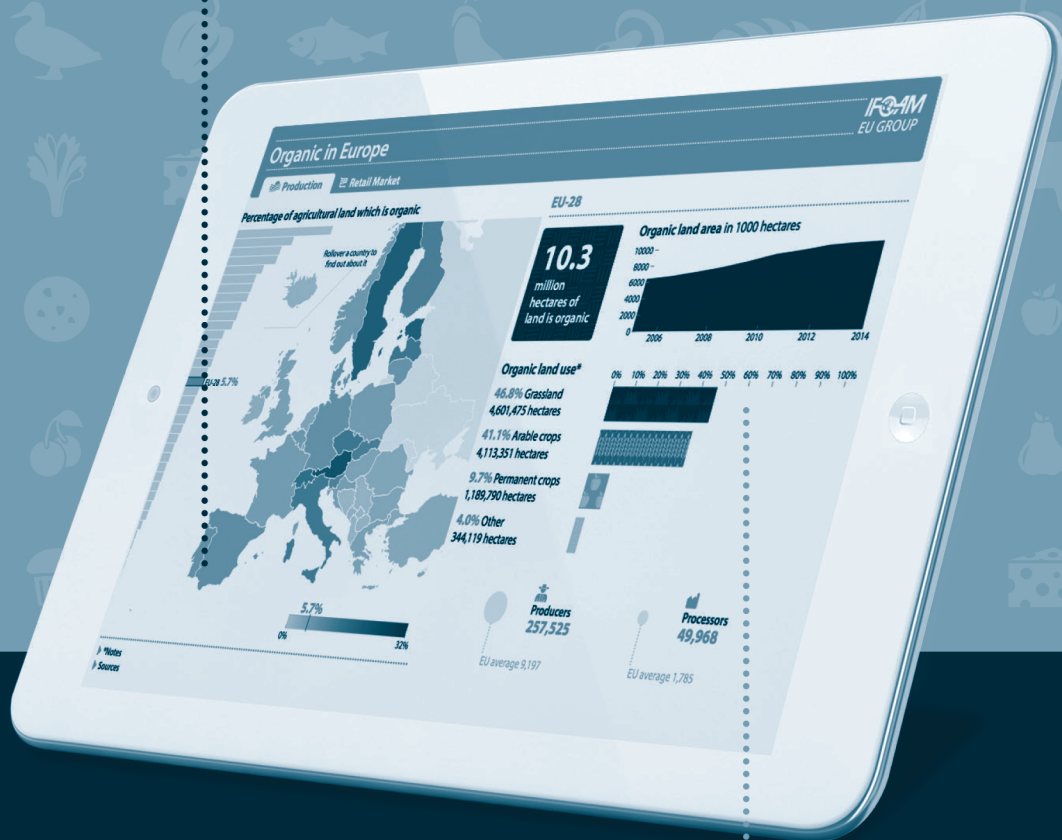 IFOAM
EU GROUP
Organic in Europe
Production
Retail Market
Percentage of agricultural land which is organic
Rollover a country to
find out about it
EU-28 5.7%
5.7%
0%
32%
*Notes
Sources
EU-28
10.3
million
hectares of
land is organic
Organic land area in 1000 hectares
10000
8000
6000
4000
2000
0
2006 2008 2010 2012 2014
Organic land use*
0% 10% 20% 30% 40% 50% 60% 70% 80% 90% 100%
46.8% Grassland
4,601,475 hectares
41.1% Arable crops
4,113,351 hectares
9.7% Permanent crops
1,189,790 hectares
4.0% Other
344,119 hectares
Producers
257,525
EU average 9,197
Processors
49,968
EU average 1,785